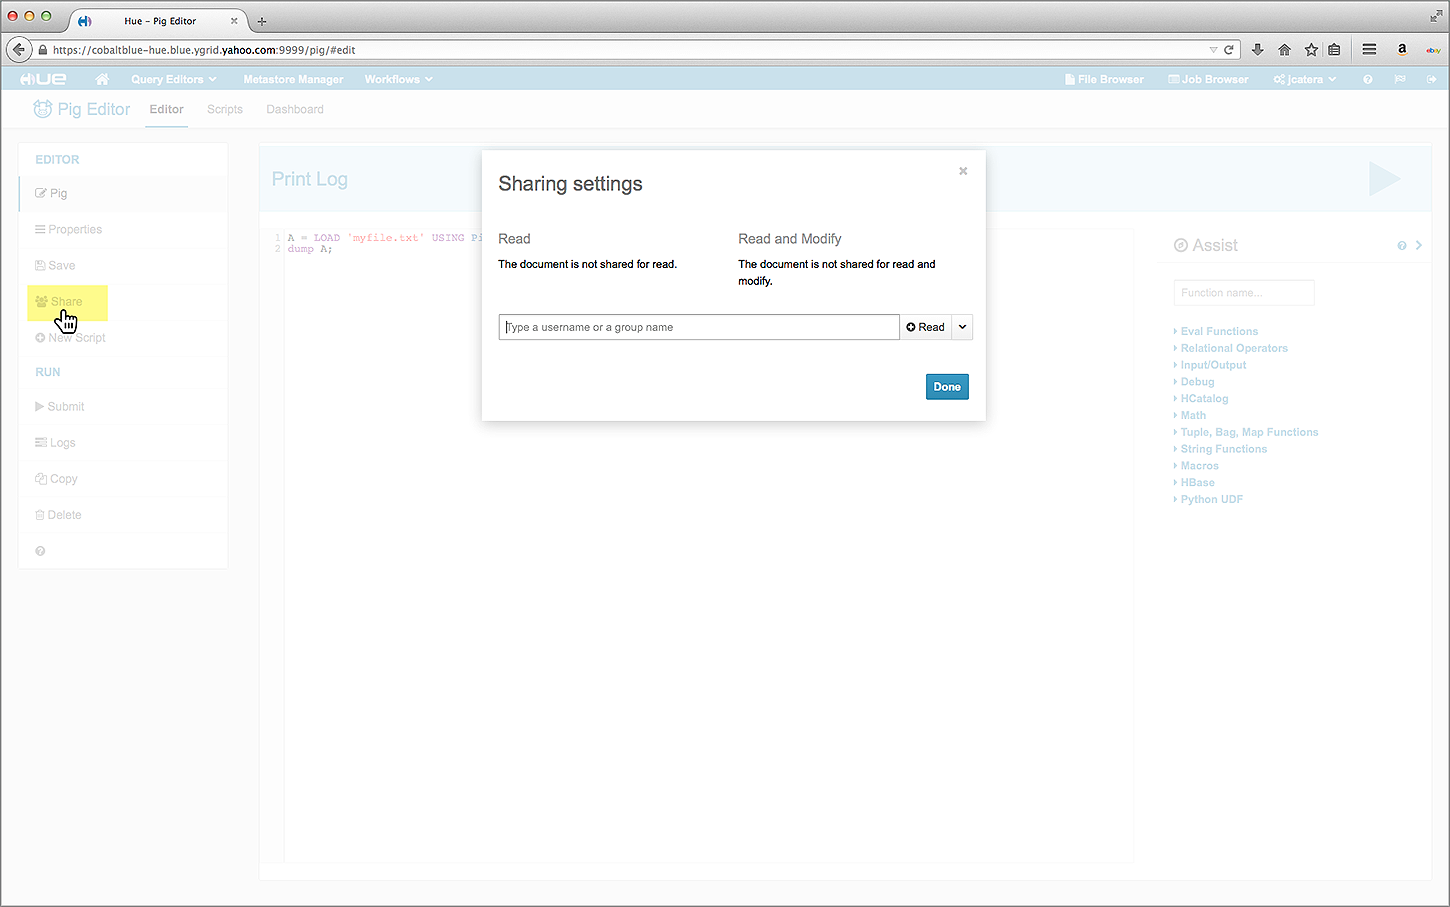 Hue - Pig Editor
https://cobaltblue-hue.blue.ygrid.yahoo.com:9999/pig/#edit
a
ebay
HUE
Query Editors
Metastore Manager
Workflows
File Browser
Job Browser
jcatera
Pig Editor
Editor
Scripts
Dashboard
EDITOR
Pig
Properties
Save
Share
New Script
RUN
Submit
Logs
Copy
Delete
Print Log
1 A = LOAD 'myfile.txt' USING Pi
2 dump A;
Sharing settings
×
Read
The document is not shared for read.
Read and Modify
The document is not shared for read and
modify.
Type a username or a group name
Read
Done
Assist
Function name...
Eval Functions
Relational Operators
Input/Output
Debug
HCatalog
Math
Tuple, Bag, Map Functions
String Functions
Macros
HBase
Python UDF